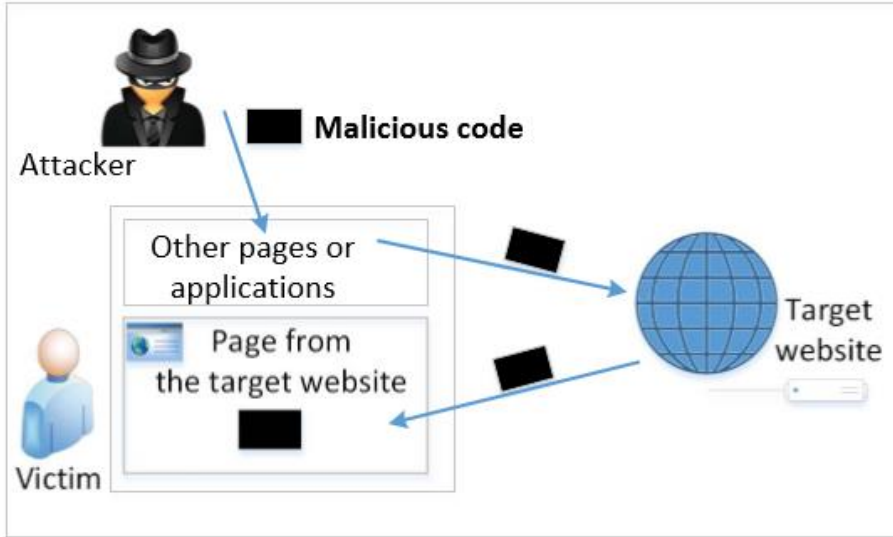 Malicious code
Attacker
Other pages or
applications
Page from
the target website
Target
website
Victim